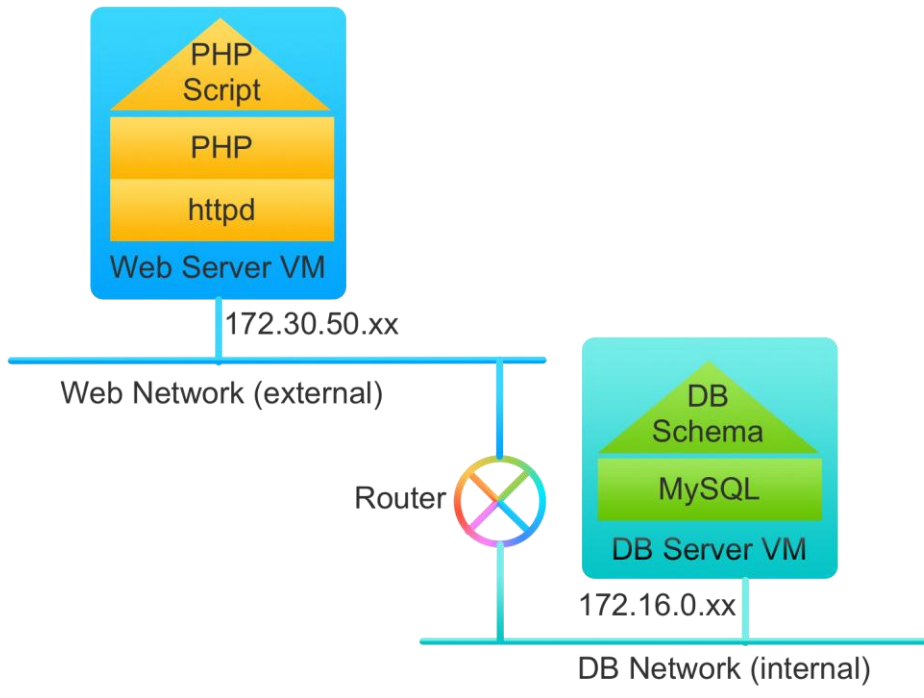 PHP
Script
PHP
httpd
Web Server VM
172.30.50.xx
Web Network (external)
Router
DB
Schema
MySQL
DB Server VM
172.16.0.xx
DB Network (internal)